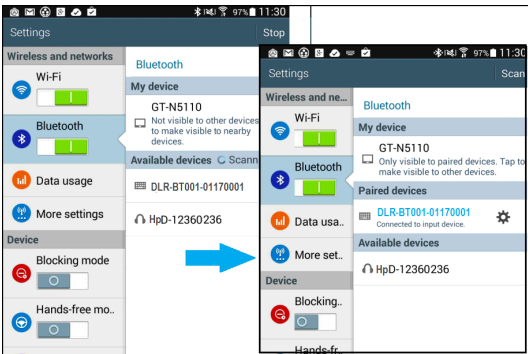 97% 11:30
Settings
Stop
Wireless and networks
Wi-Fi
Bluetooth
Data usage
More settings
Device
Blocking mode
Hands-free mo..
Bluetooth
My device
GT-N5110
Not visible to other devices
to make visible to nearby
devices.
Available devices Scann
DLR-BT001-01170001
HpD-12360236
97% 11:30
Settings
Scan
Wireless and ne...
Wi-Fi
Bluetooth
Data usa..
More set..
Device
Blocking..
Hands-fr..
Bluetooth
My device
GT-N5110
Only visible to paired devices. Tap to
make visible to other devices.
Paired devices
DLR-BT001-01170001
Connected to input device.
Available devices
HpD-12360236